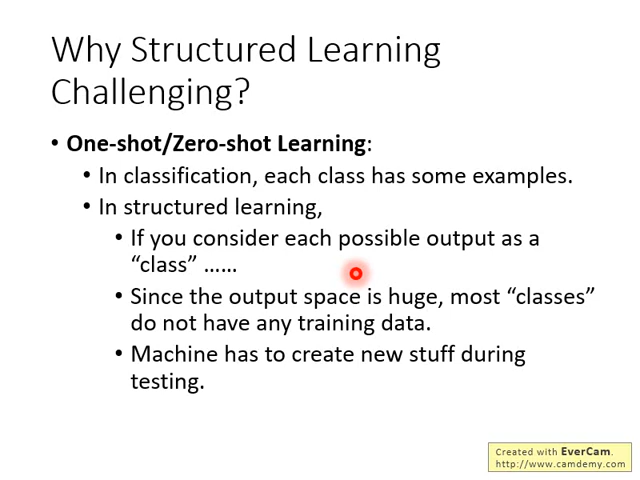 Why Structured Learning
Challenging?
• One-shot/Zero-shot Learning:
• In classification, each class has some examples.
• In structured learning,
• If you consider each possible output as a
“class” ……
• Since the output space is huge, most “classes”
do not have any training data.
• Machine has to create new stuff during
testing.
Created with EverCam.
http://www.camdemy.com